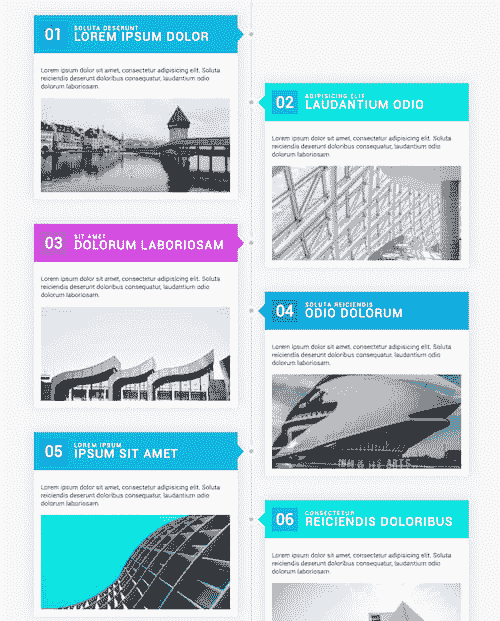 01
SOLUTA DESERUNT
LOREM IPSUM DOLOR
Lorem ipsum dolor sit amet, consectetur adipisicing elit. Soluta
reiciendis deserunt doloribus consequatur, laudantium odio
dolorum laboriosam.
02
ADIPISICING ELIT
LAUDANTIUM ODIO
Lorem ipsum dolor sit amet, consectetur adipisicing elit. Soluta
reiciendis deserunt doloribus consequatur, laudantium odio
dolorum laboriosam.
03
SIT AMET
DOLORUM LABORIOSAM
Lorem ipsum dolor sit amet, consectetur adipisicing elit. Soluta
reiciendis deserunt doloribus consequatur, laudantium odio
dolorum laboriosam.
04
SOLUTA REICIENDIS
ODIO DOLORUM
Lorem ipsum dolor sit amet, consectetur adipisicing elit. Soluta
reiciendis deserunt doloribus consequatur, laudantium odio
dolorum laboriosam.
05
LOREM IPSUM
IPSUM SIT AMET
Lorem ipsum dolor sit amet, consectetur adipisicing elit. Soluta
reiciendis deserunt doloribus consequatur, laudantium odio
dolorum laboriosam.
06
CONSECTETUR
REICIENDIS DOLORIBUS
Lorem ipsum dolor sit amet, consectetur adipisicing elit. Soluta
reiciendis deserunt doloribus consequatur, laudantium odio
dolorum laboriosam.